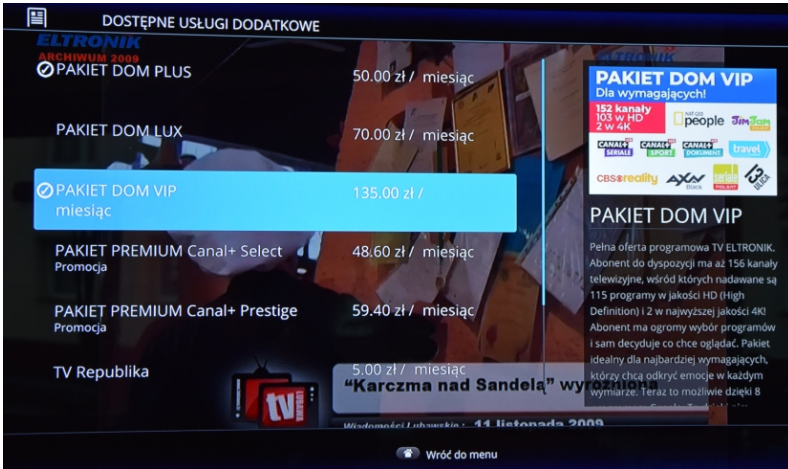 DOSTĘPNE USŁUGI DODATKOWE
ELTRONIK
ARCHIWUM 2009
PAKIET DOM PLUS 50.00 zł / miesiąc
PAKIET DOM LUX 70.00 zł / miesiąc
PAKIET DOM VIP 135.00 zł /
miesiąc
PAKIET PREMIUM Canal+ Select 48.60 zł / miesiąc
Promocja
PAKIET PREMIUM Canal+ Prestige 59.40 zł / miesiąc
Promocja
TV Republika 5.00 zł / miesiąc
tv LUBAWA
"Karczma nad Sandelą" wyróżniona
Wiadomości Lubawskie : 11 listopada 2009
ELTRONIK
PAKIET DOM VIP
Dla wymagających!
152 kanały
103 w HD
2 w 4K
NAT GEO
people
JimJam
CANAL+
SERIALE
CANAL+
SPORT
CANAL+
DOKUMENT
travel
CBS reality
AXN
Black
POLSAT
13
ULICA
PAKIET DOM VIP
Pełna oferta programowa TV ELTRONIK.
Abonent do dyspozycji ma aż 156 kanały
telewizyjne, wśród których nadawane są
115 programy w jakości HD (High
Definition) i 2 w najwyższej jakości 4K!
Abonent ma ogromy wybór programów
i sam decyduje co chce oglądać. Pakiet
idealny dla najbardziej wymagających,
którzy chcą odkryć emocje w każdym
wymiarze. Teraz to możliwie dzięki 8
Wróć do menu